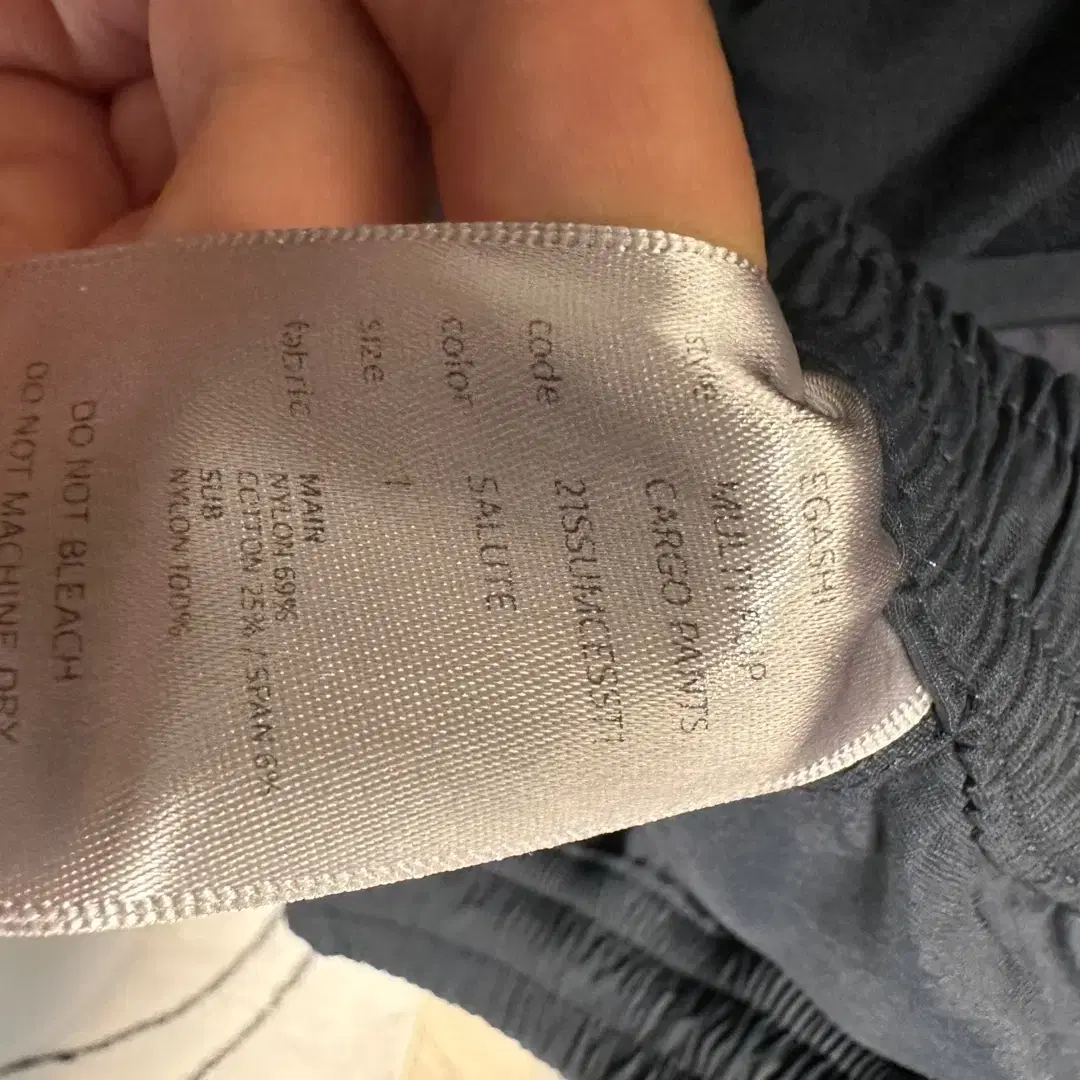 style EGASHI
CARGO PANTS
code 21SSUMCESST1
color SALUTE
size 1
fabric MAIN
NYLON 69%
COTTON 25% / SPAN 6%
SUB
NYLON 100%
DO NOT BLEACH
DO NOT MACHINE DRY